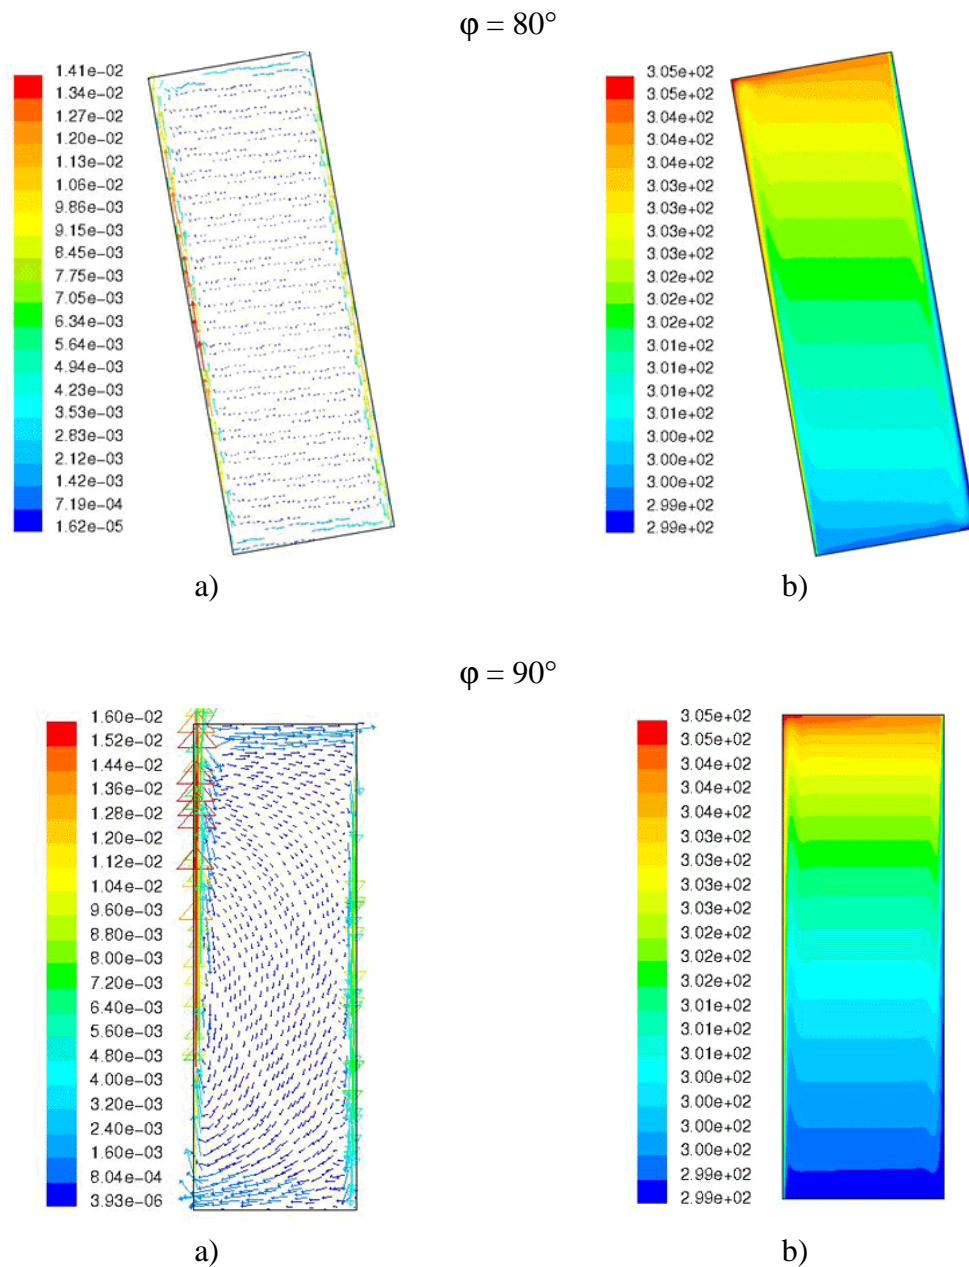 φ = 80°
1.41e−02
1.34e−02
1.27e−02
1.20e−02
1.13e−02
1.06e−02
9.86e−03
9.15e−03
8.45e−03
7.75e−03
7.05e−03
6.34e−03
5.64e−03
4.94e−03
4.23e−03
3.53e−03
2.83e−03
2.12e−03
1.42e−03
7.19e−04
1.62e−05
a)
3.05e+02
3.05e+02
3.04e+02
3.04e+02
3.04e+02
3.03e+02
3.03e+02
3.03e+02
3.02e+02
3.02e+02
3.02e+02
3.01e+02
3.01e+02
3.01e+02
3.00e+02
3.00e+02
3.00e+02
2.99e+02
2.99e+02
b)
φ = 90°
1.60e−02
1.52e−02
1.44e−02
1.36e−02
1.28e−02
1.20e−02
1.12e−02
1.04e−02
9.60e−03
8.80e−03
8.00e−03
7.20e−03
6.40e−03
5.60e−03
4.80e−03
4.00e−03
3.20e−03
2.40e−03
1.60e−03
8.04e−04
3.93e−06
a)
3.05e+02
3.05e+02
3.04e+02
3.04e+02
3.04e+02
3.03e+02
3.03e+02
3.03e+02
3.03e+02
3.02e+02
3.02e+02
3.02e+02
3.01e+02
3.01e+02
3.01e+02
3.00e+02
3.00e+02
3.00e+02
3.00e+02
2.99e+02
2.99e+02
b)